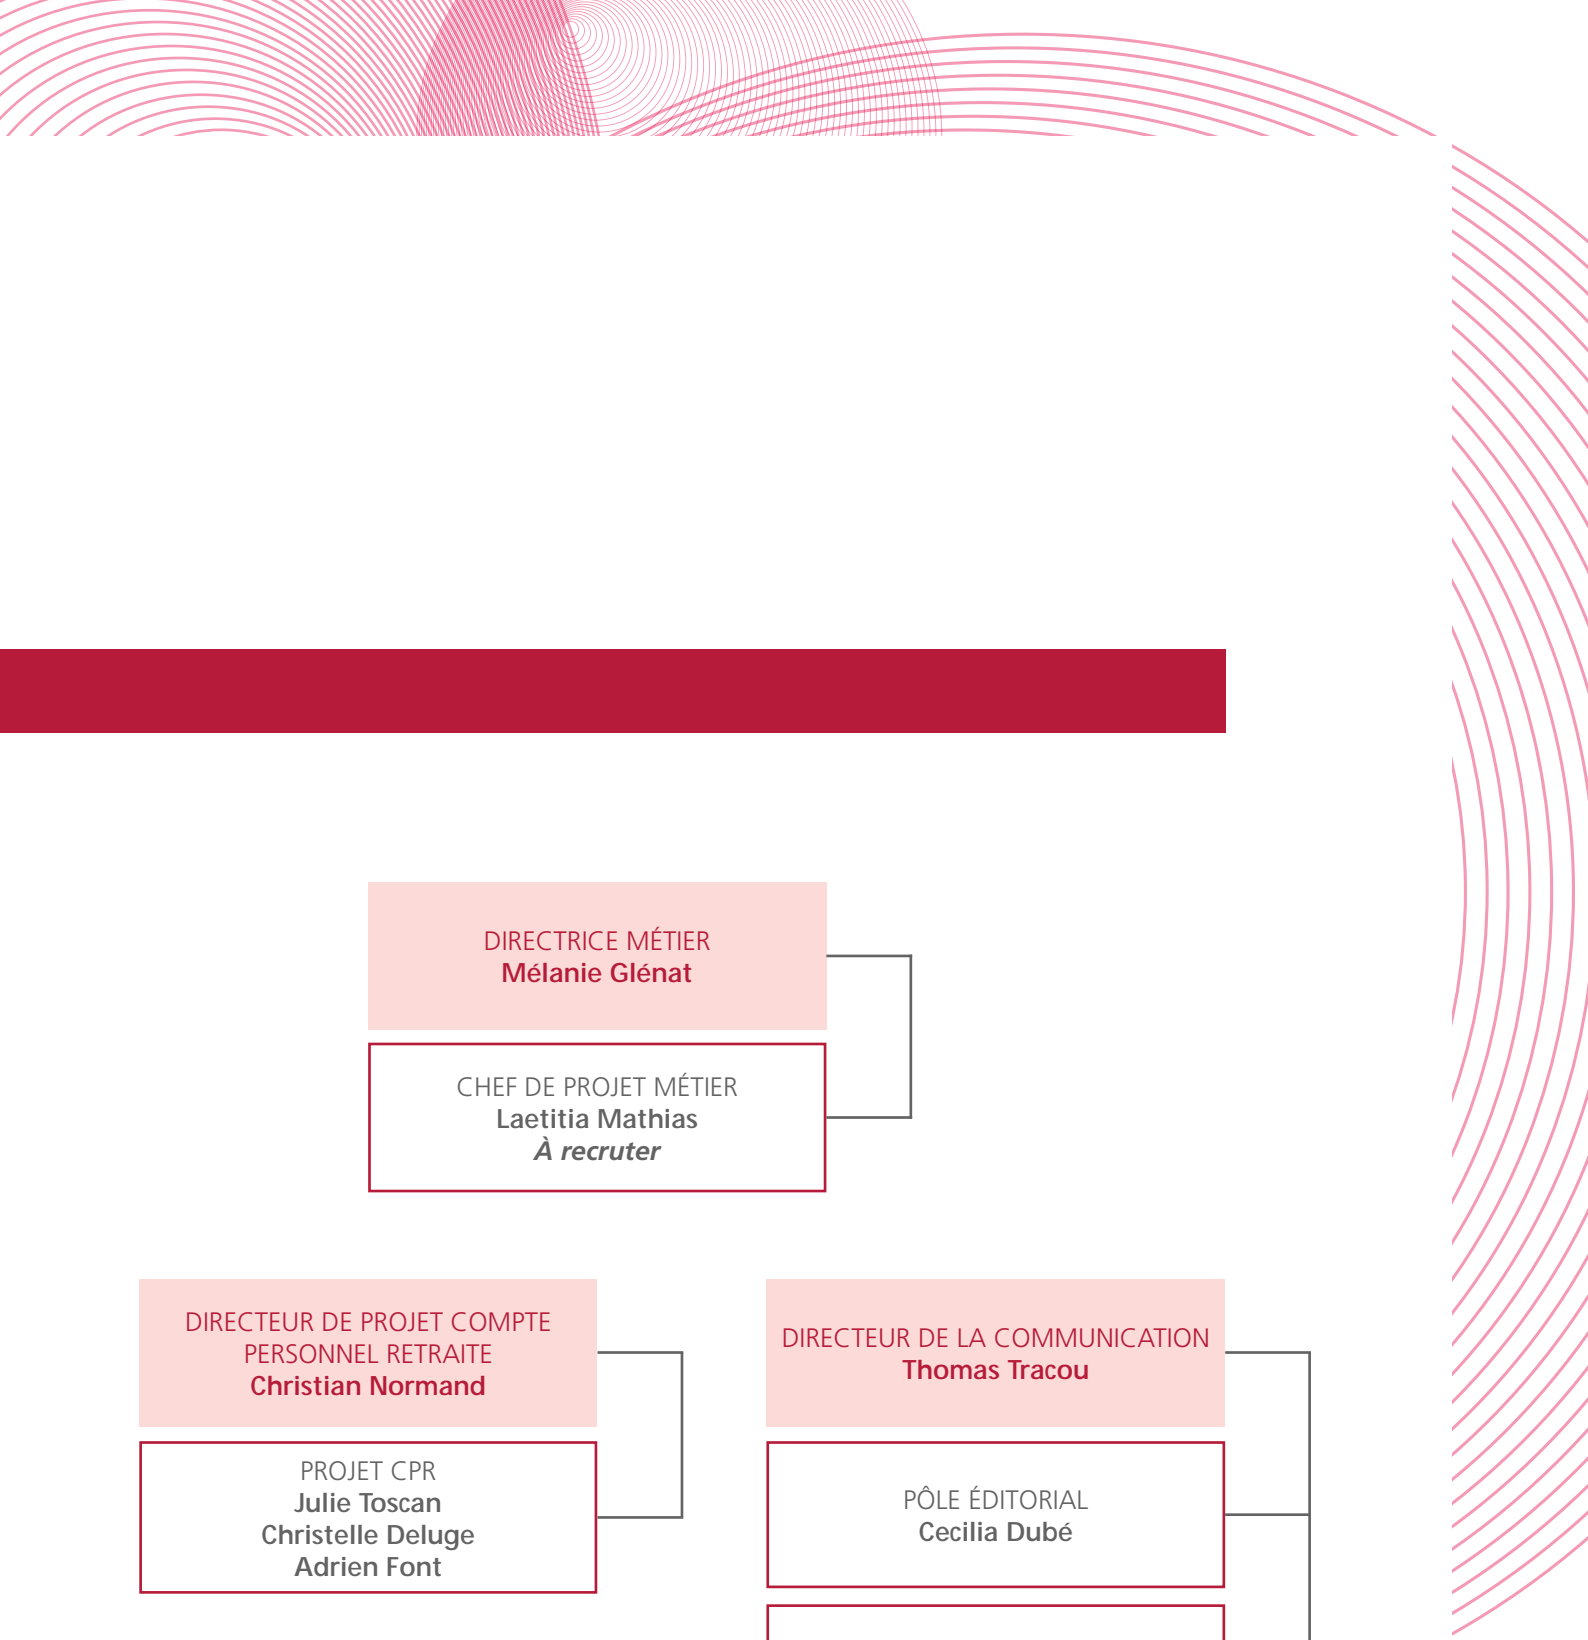 DIRECTRICE MÉTIER
Mélanie Glénat
CHEF DE PROJET MÉTIER
Laetitia Mathias
À recruter
DIRECTEUR DE PROJET COMPTE
PERSONNEL RETRAITE
Christian Normand
PROJET CPR
Julie Toscan
Christelle Deluge
Adrien Font
DIRECTEUR DE LA COMMUNICATION
Thomas Tracou
PÔLE ÉDITORIAL
Cecilia Dubé